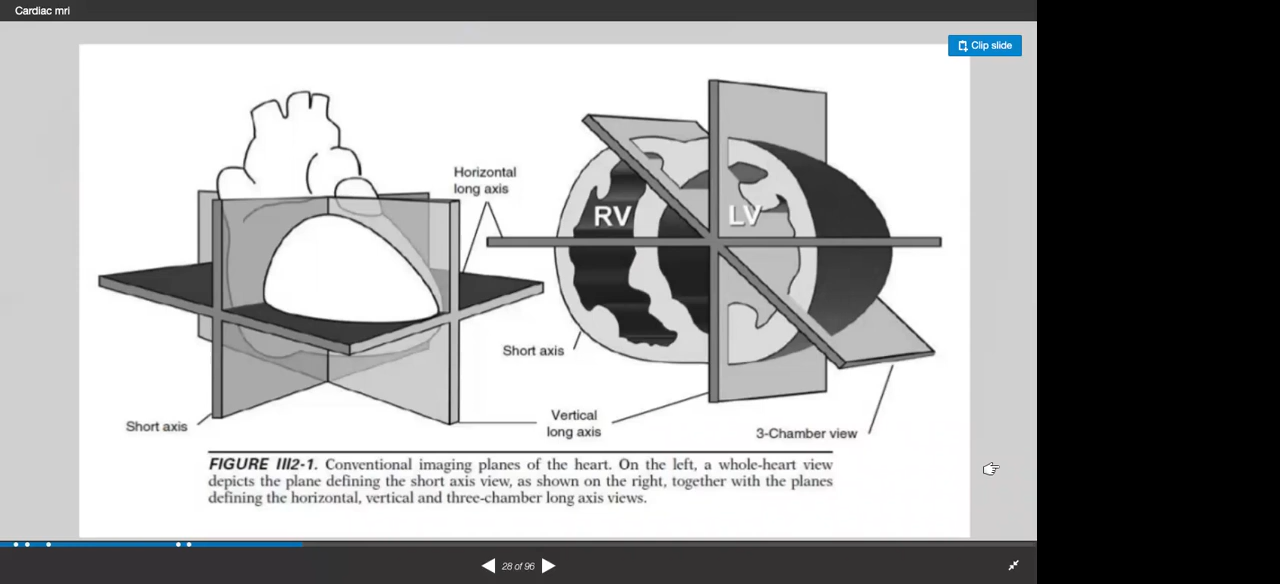 Cardiac mri
Clip slide
Horizontal
long axis
RV
LV
Short axis
Short axis
Vertical
long axis
3-Chamber view
FIGURE III2-1. Conventional imaging planes of the heart. On the left, a whole-heart view
depicts the plane defining the short axis view, as shown on the right, together with the planes
defining the horizontal, vertical and three-chamber long axis views.
28 of 96